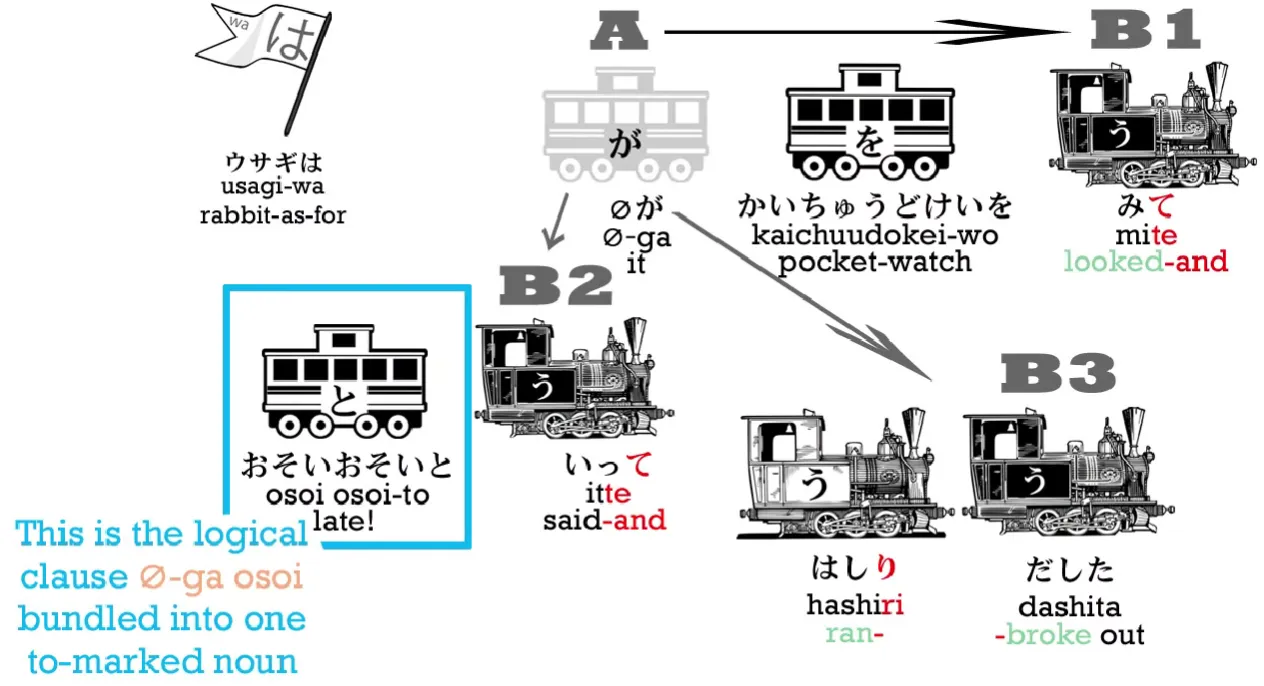 wa
は
ウサギは
usagi-wa
rabbit-as-for
A
が
∅が
∅-ga
it
を
かいちゅうどけいを
kaichuudokei-wo
pocket-watch
B1
う
みて
mite
looked-and
と
おそいおそいと
osoi osoi-to
late!
This is the logical
clause ∅-ga osoi
bundled into one
to-marked noun
B2
う
いって
itte
said-and
う
はしり
hashiri
ran-
B3
う
だした
dashita
-broke out